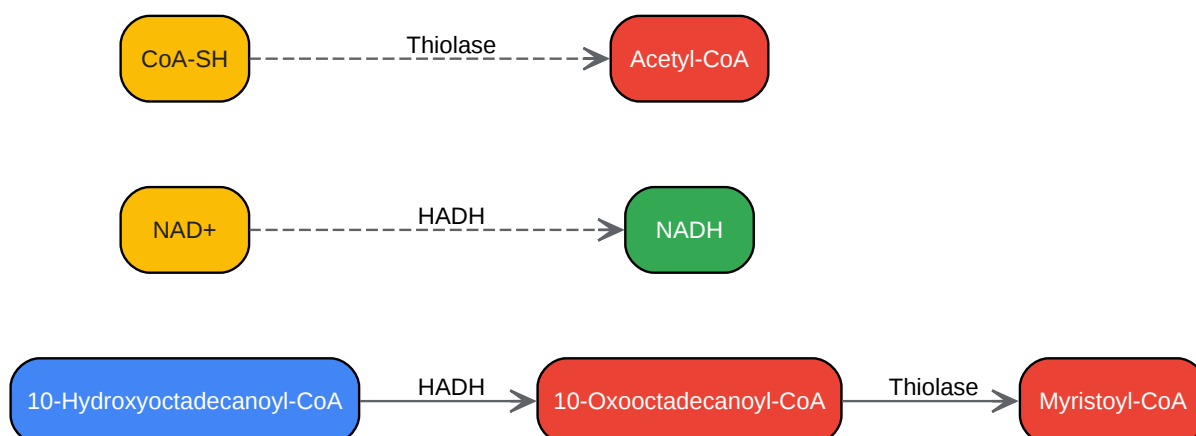 CoA-SH
Thiolase
Acetyl-CoA
NAD+
HADH
NADH
10-Hydroxyoctadecanoyl-CoA
HADH
10-Oxooctadecanoyl-CoA
Thiolase
Myristoyl-CoA